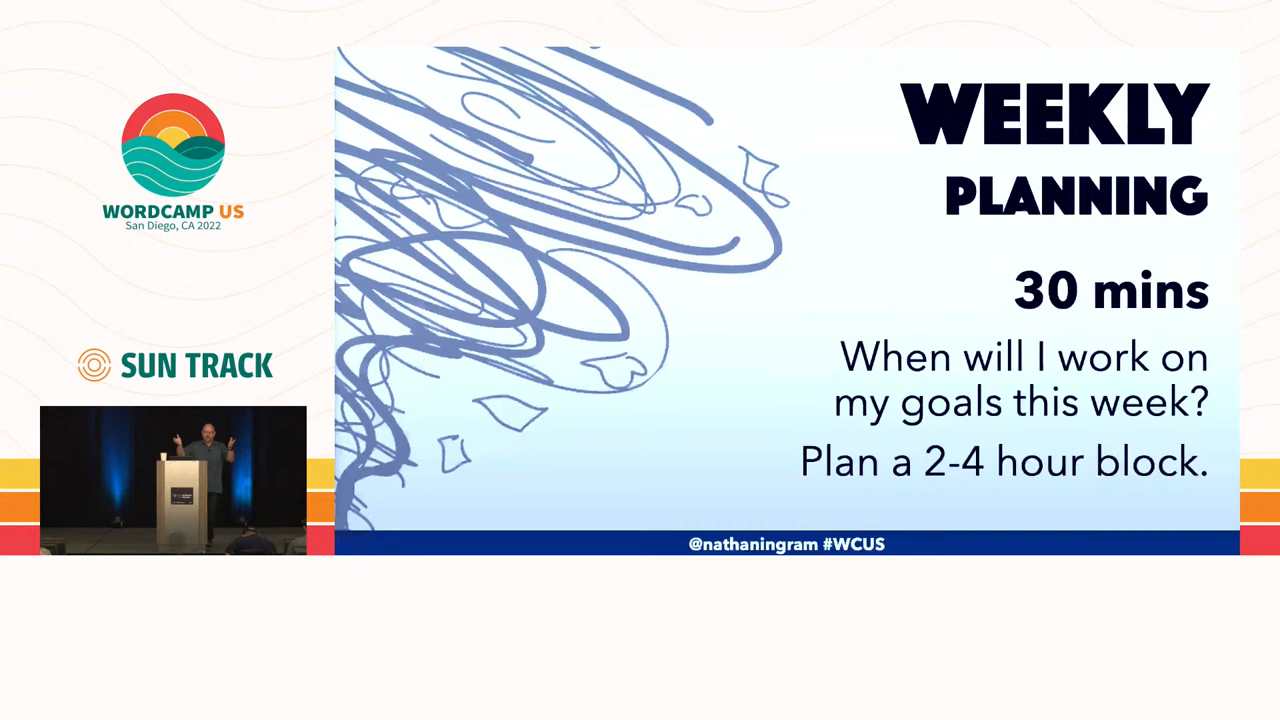 WORDCAMP US
San Diego, CA 2022
SUN TRACK
WEEKLY
PLANNING
30 mins
When will I work on
my goals this week?
Plan a 2-4 hour block.
@nathaningram #WCUS